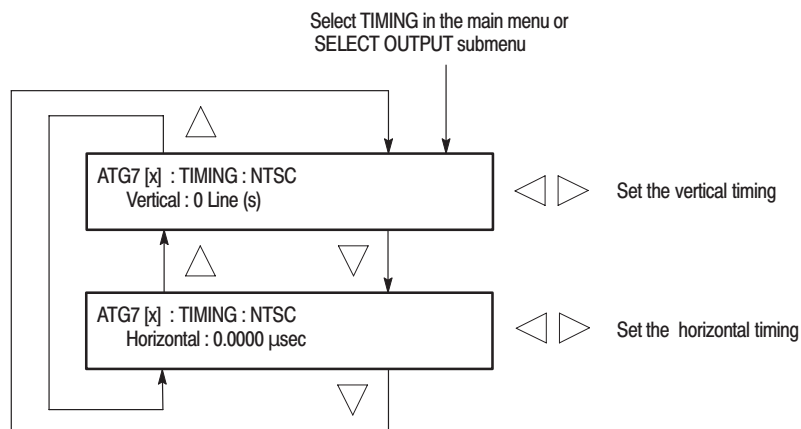 Select TIMING in the main menu or
SELECT OUTPUT submenu
ATG7 [x] : TIMING : NTSC
Vertical : 0 Line (s)
Set the vertical timing
ATG7 [x] : TIMING : NTSC
Horizontal : 0.0000 µsec
Set the horizontal timing